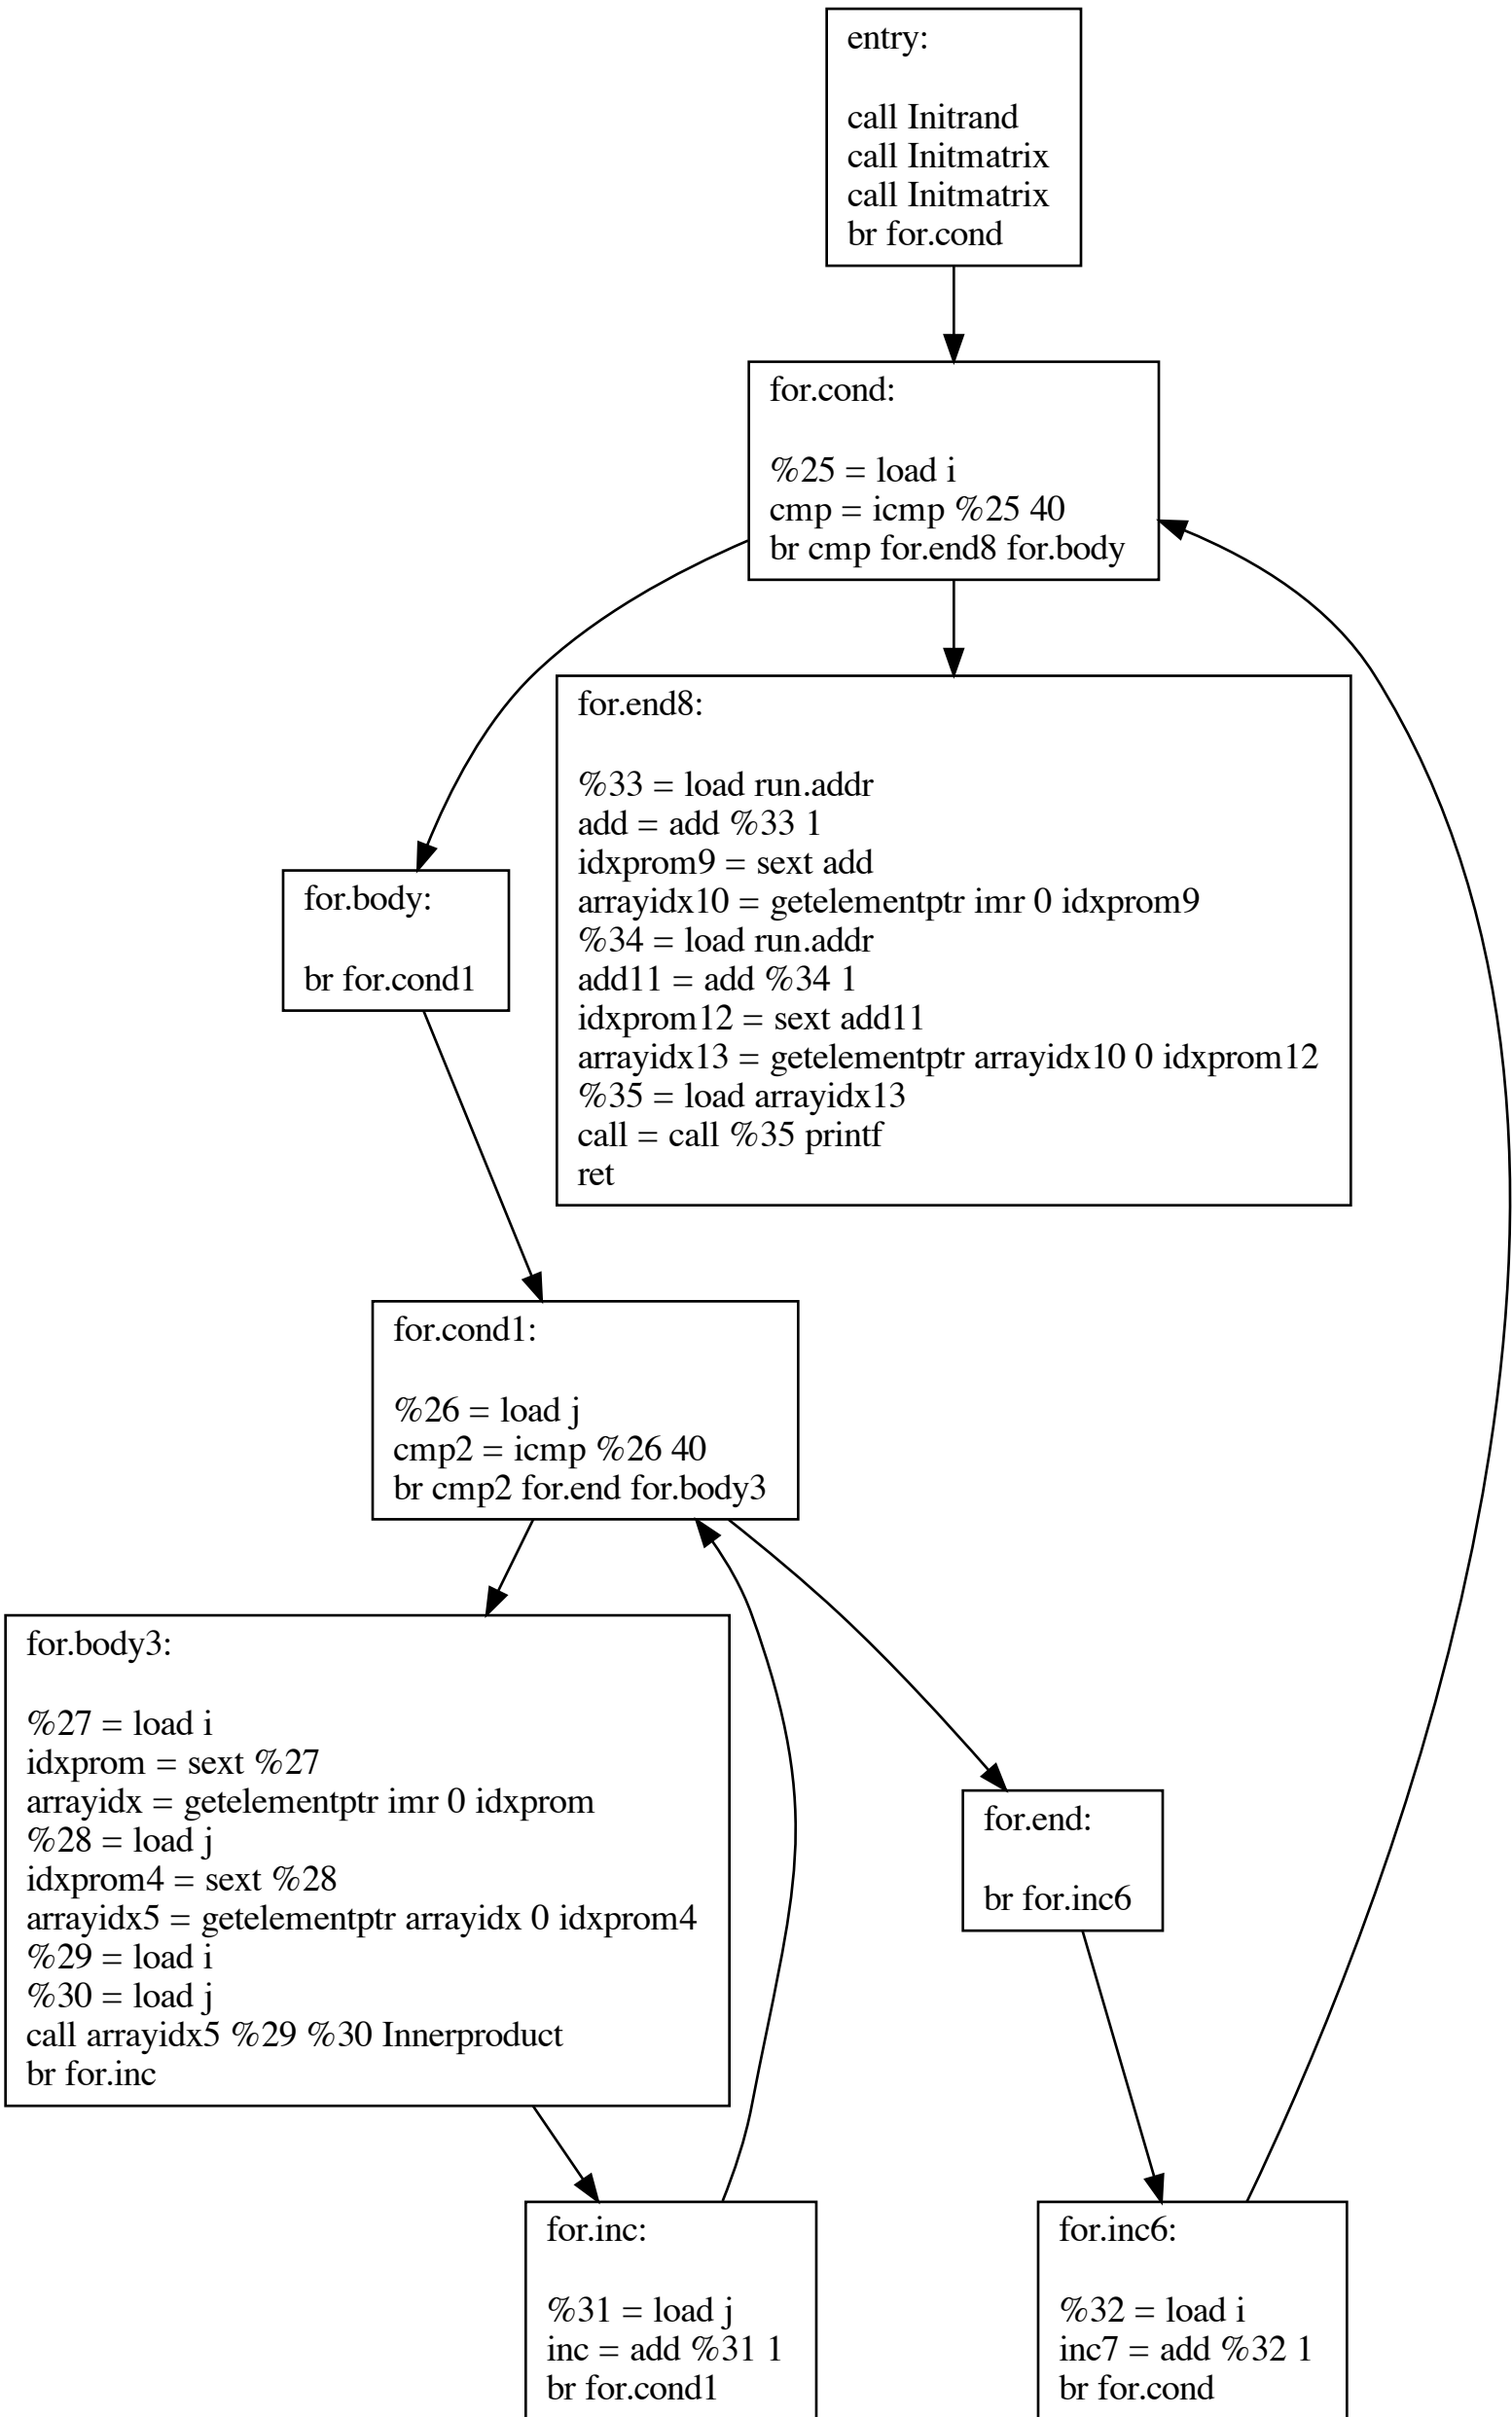 entry:
call Initrand
call Initmatrix
call Initmatrix
br for.cond
for.cond:
%25 = load i
cmp = icmp %25 40
br cmp for.end8 for.body
for.end8:
%33 = load run.addr
add = add %33 1
idxprom9 = sext add
arrayidx10 = getelementptr imr 0 idxprom9
%34 = load run.addr
add11 = add %34 1
idxprom12 = sext add11
arrayidx13 = getelementptr arrayidx10 0 idxprom12
%35 = load arrayidx13
call = call %35 printf
ret
for.body:
br for.cond1
for.cond1:
%26 = load j
cmp2 = icmp %26 40
br cmp2 for.end for.body3
for.body3:
%27 = load i
idxprom = sext %27
arrayidx = getelementptr imr 0 idxprom
%28 = load j
idxprom4 = sext %28
arrayidx5 = getelementptr arrayidx 0 idxprom4
%29 = load i
%30 = load j
call arrayidx5 %29 %30 Innerproduct
br for.inc
for.end:
br for.inc6
for.inc:
%31 = load j
inc = add %31 1
br for.cond1
for.inc6:
%32 = load i
inc7 = add %32 1
br for.cond